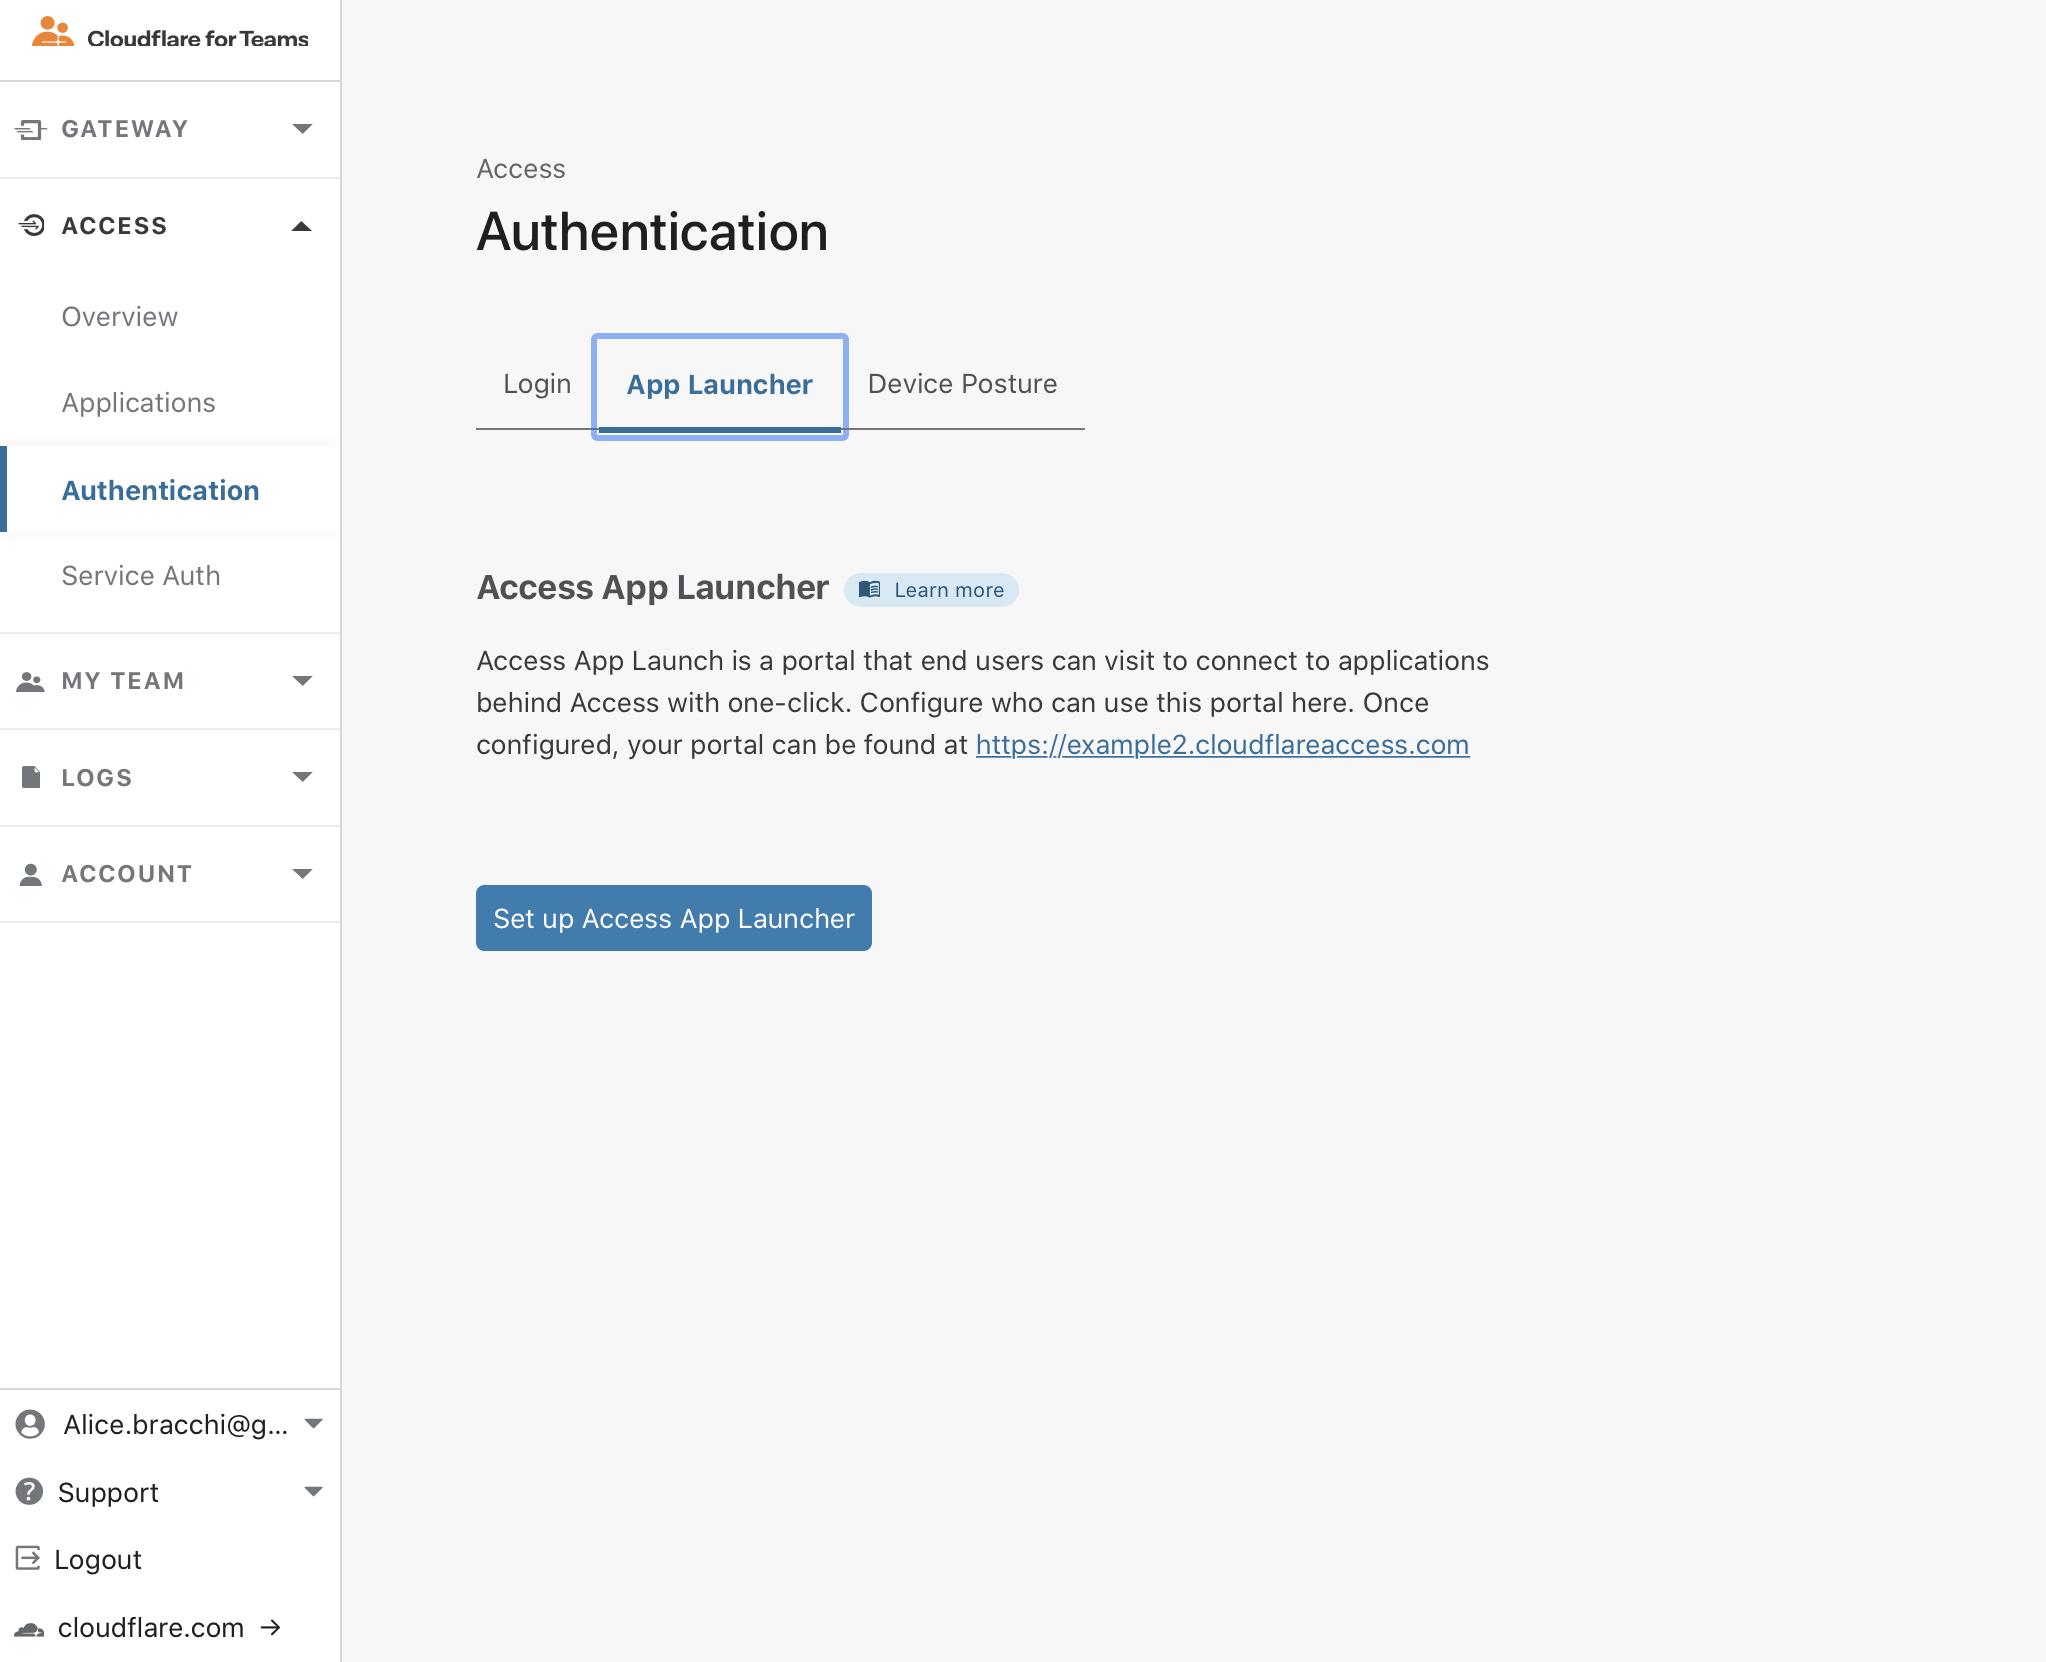 Cloudflare for Teams
GATEWAY
ACCESS
Overview
Applications
Authentication
Service Auth
MY TEAM
LOGS
ACCOUNT
Alice.bracchi@g...
Support
Logout
cloudflare.com →
Access
Authentication
Login
App Launcher
Device Posture
Access App Launcher
Learn more
Access App Launch is a portal that end users can visit to connect to applications
behind Access with one-click. Configure who can use this portal here. Once
configured, your portal can be found at https://example2.cloudflareaccess.com
Set up Access App Launcher